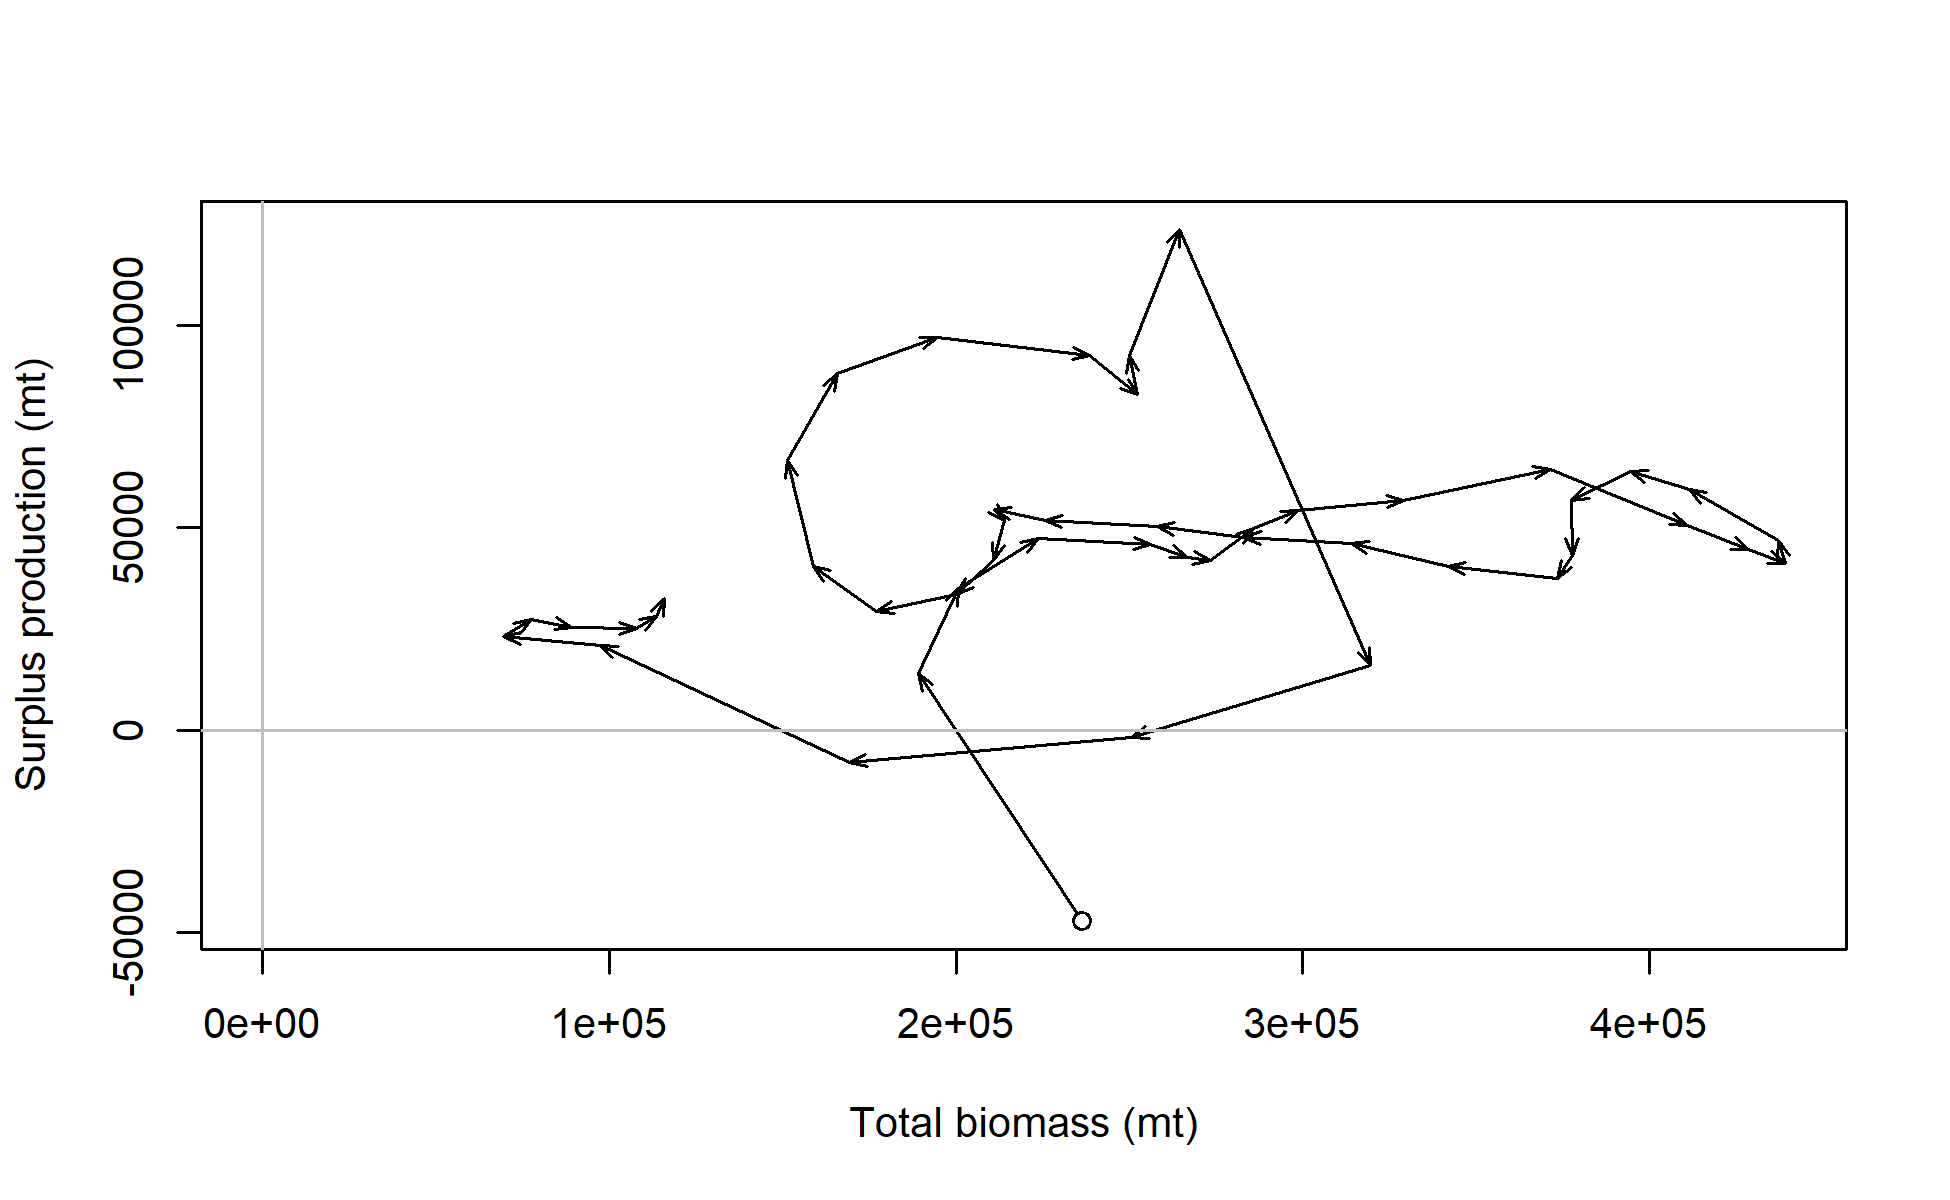 Surplus production (mt)
100000
50000
0
-50000
0e+00 1e+05 2e+05 3e+05 4e+05
Total biomass (mt)